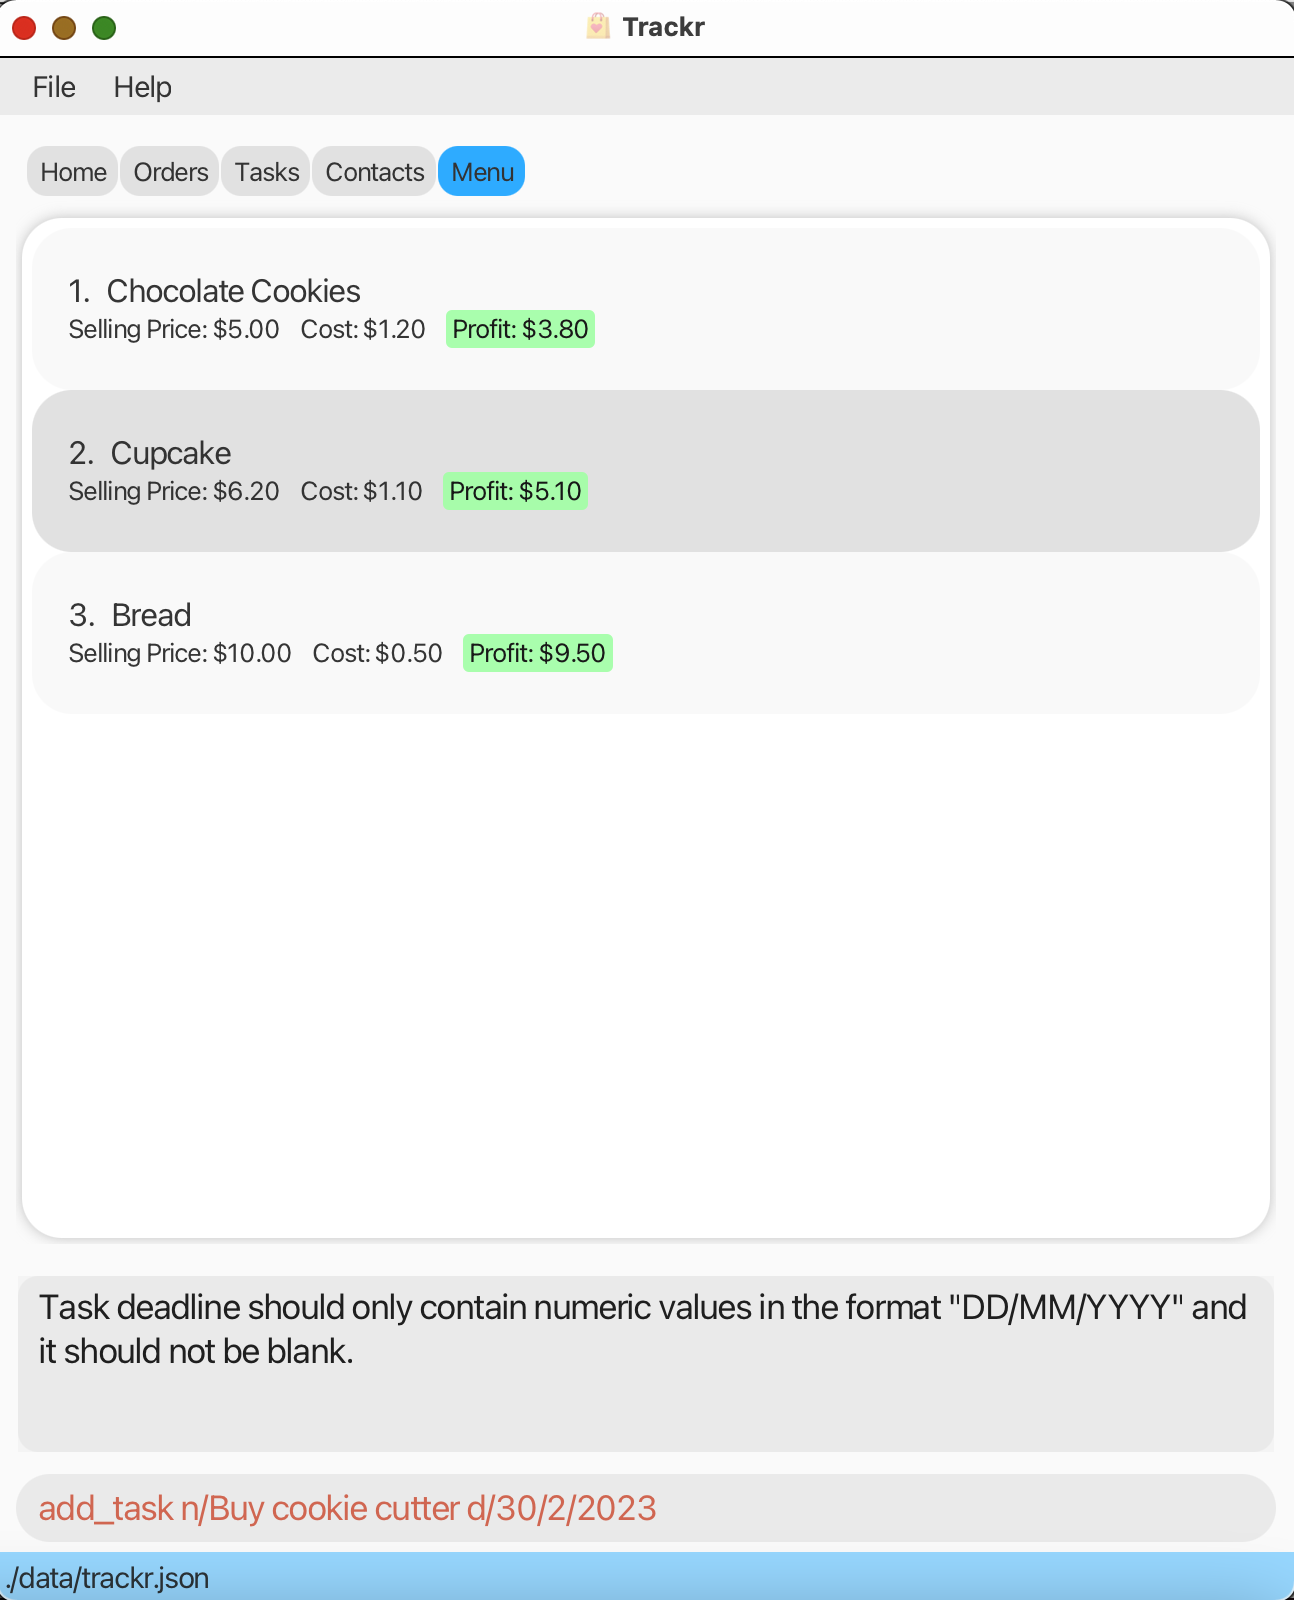 Trackr
File Help
Home Orders Tasks Contacts Menu
1. Chocolate Cookies
Selling Price: $5.00 Cost: $1.20 Profit: $3.80
2. Cupcake
Selling Price: $6.20 Cost: $1.10 Profit: $5.10
3. Bread
Selling Price: $10.00 Cost: $0.50 Profit: $9.50
Task deadline should only contain numeric values in the format "DD/MM/YYYY" and
it should not be blank.
add_task n/Buy cookie cutter d/30/2/2023
./data/trackr.json